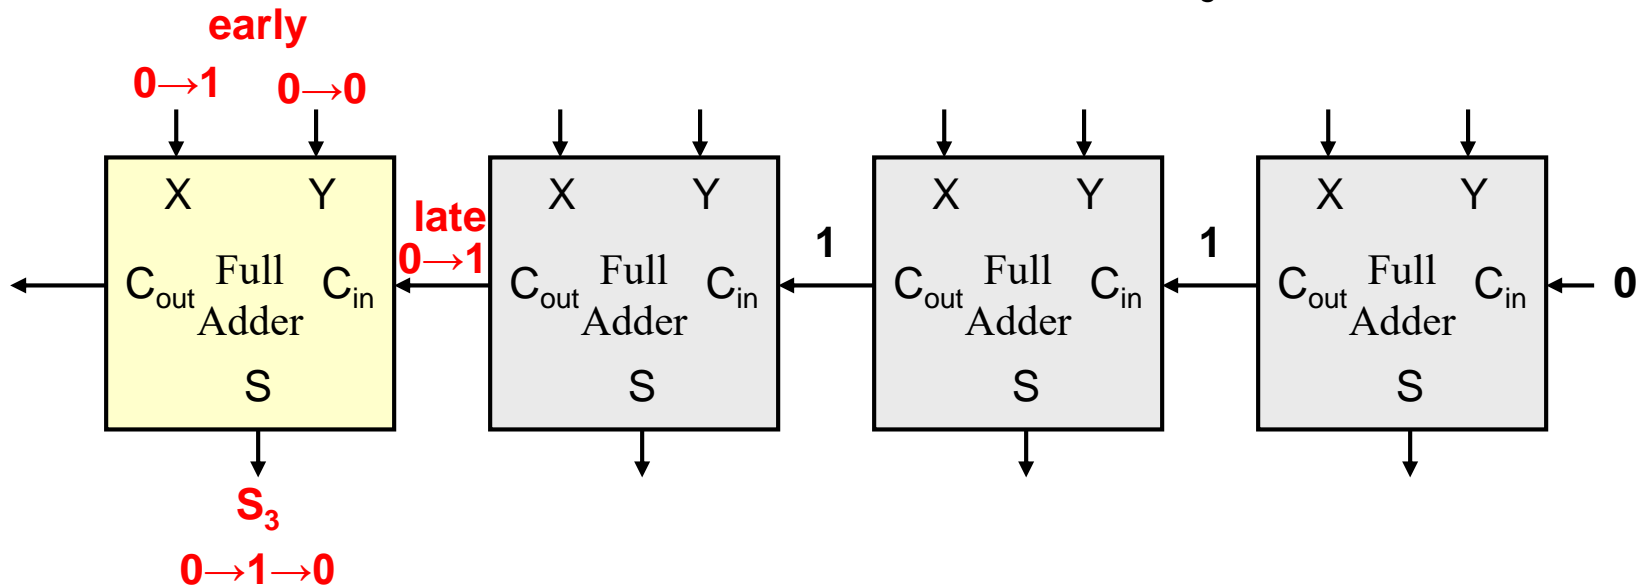 g
early
0→1 0→0
X Y X Y X Y X Y
late
0→1 1 1
Cout Full Adder Cin Cout Full Adder Cin Cout Full Adder Cin Cout Full Adder Cin 0
S S S S
S3
0→1→0